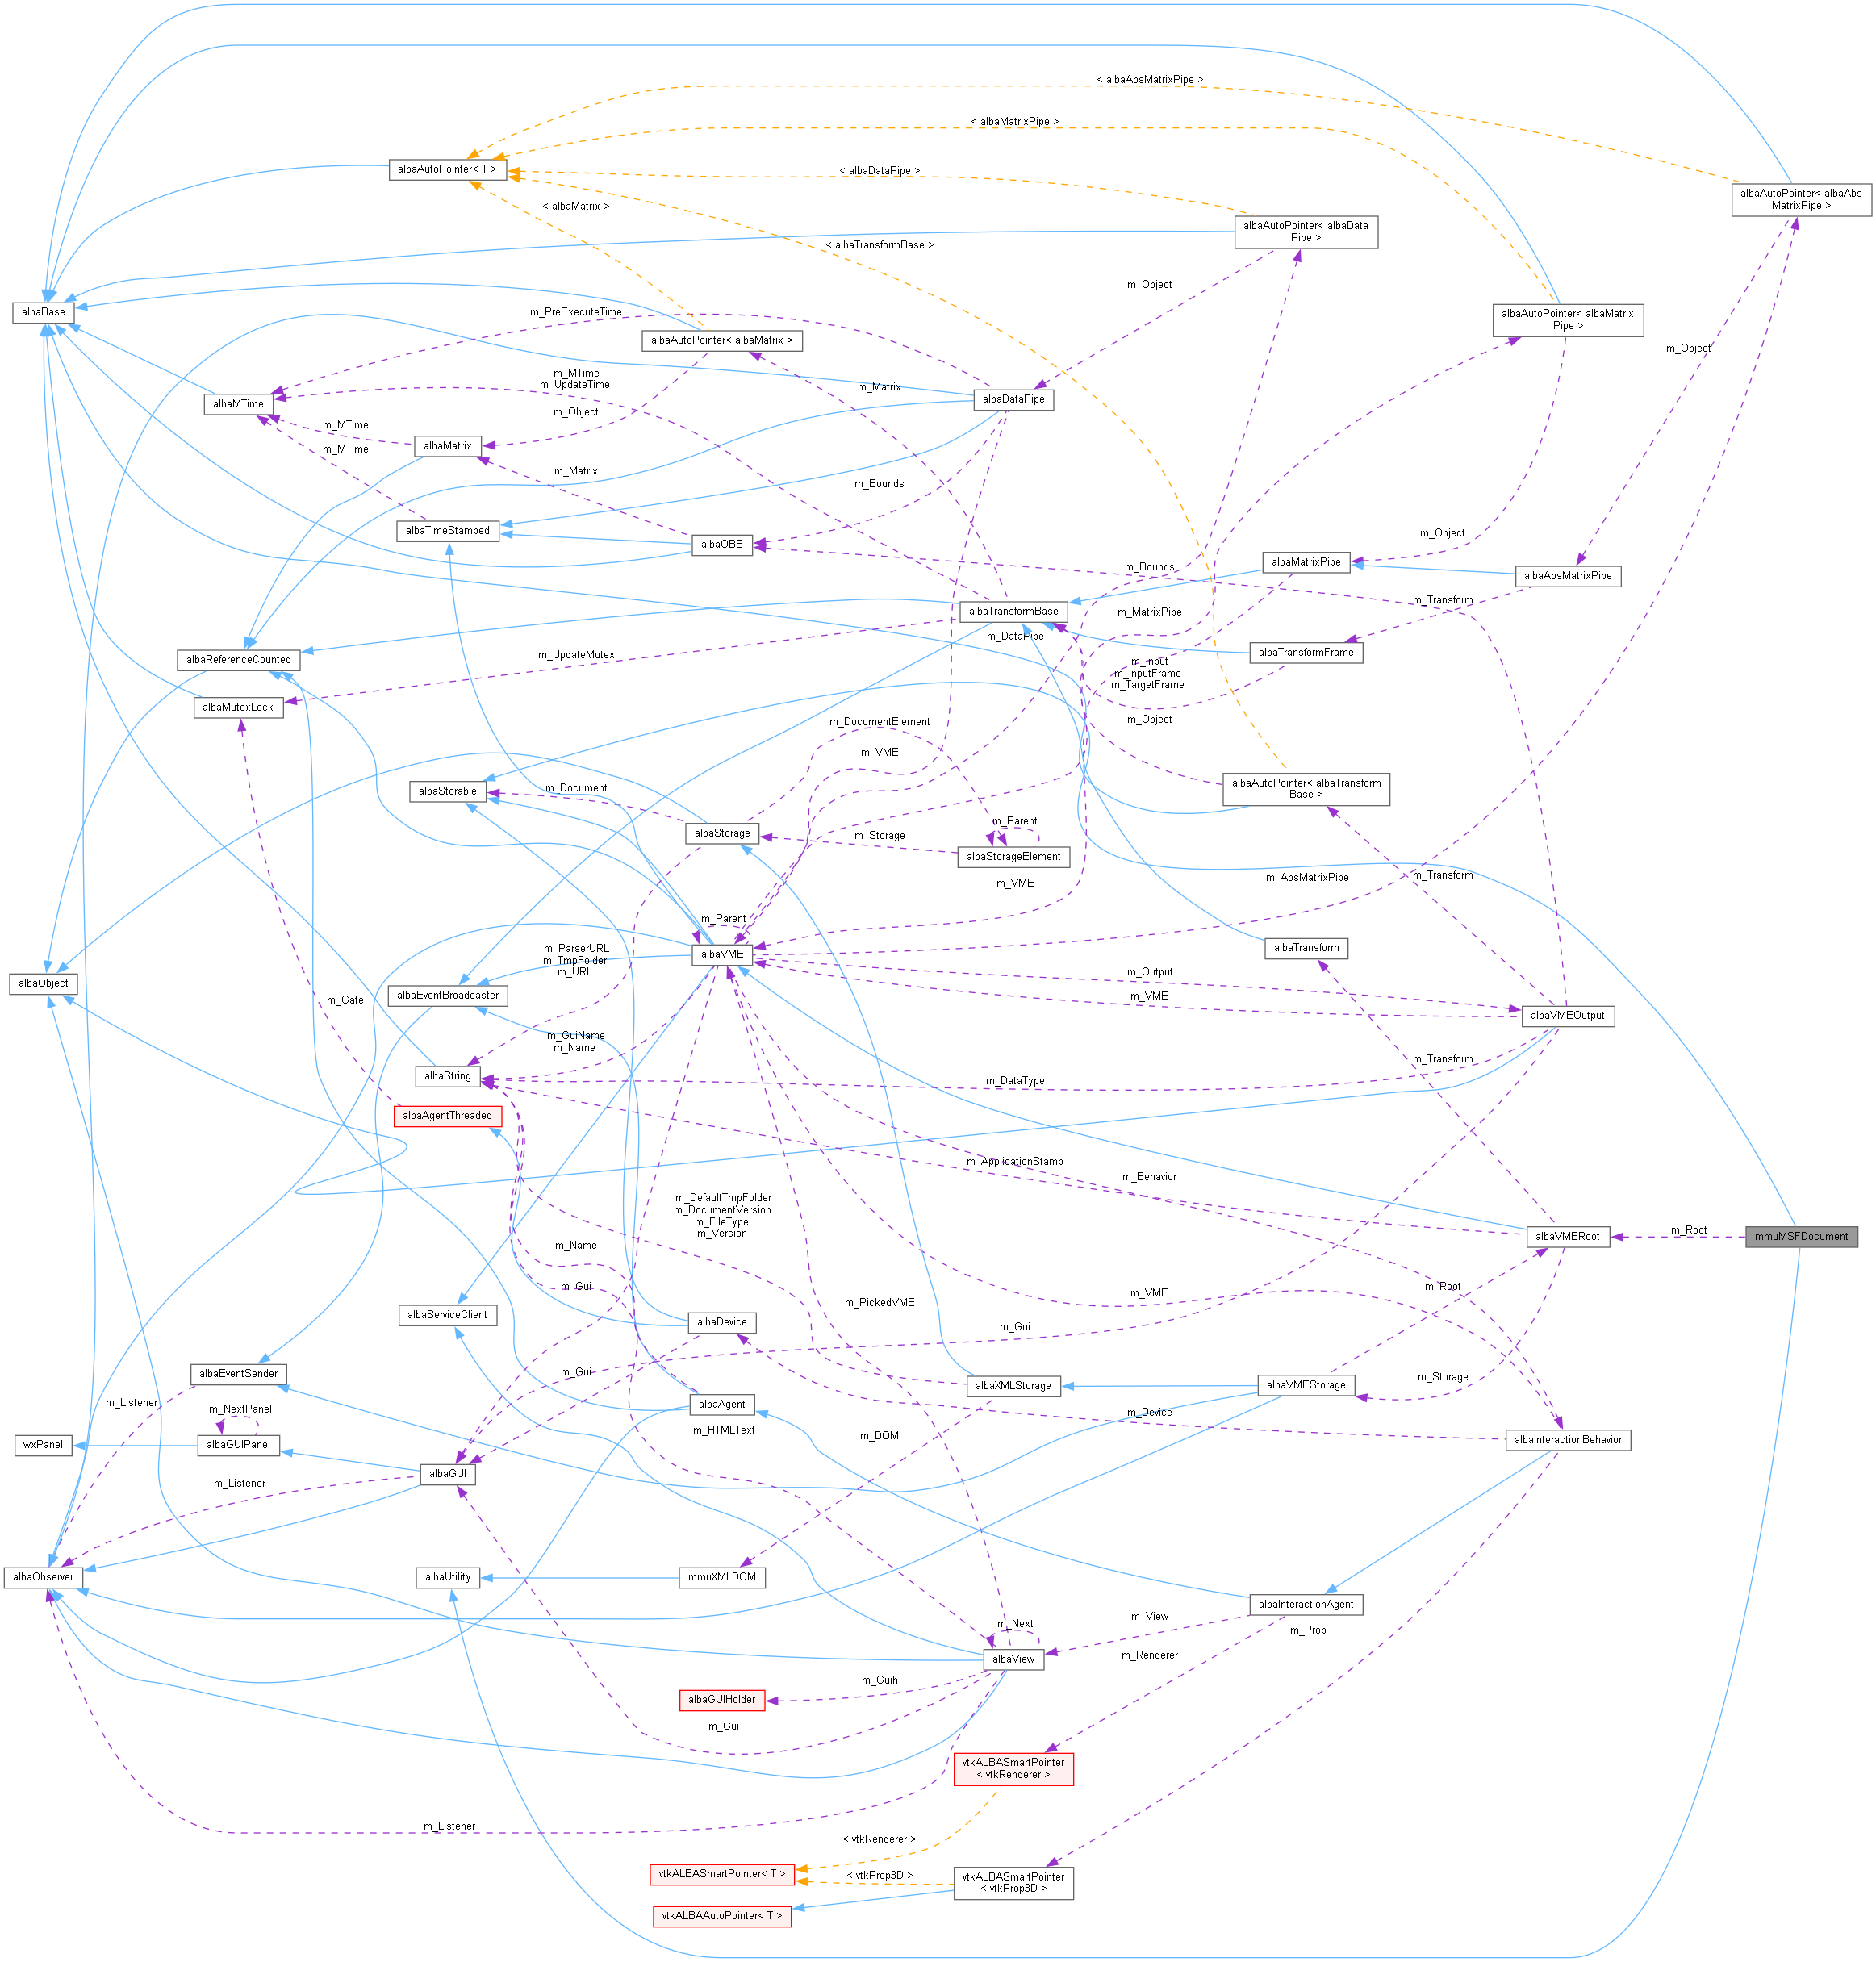 < albaAbsMatrixPipe >
< albaMatrixPipe >
albaAutoPointer< T >
< albaDataPipe >
albaAutoPointer< albaAbs
MatrixPipe >
< albaMatrix >
albaAutoPointer< albaData
Pipe >
< albaTransformBase >
m_Object
albaBase
m_PreExecuteTime
albaAutoPointer< albaMatrix
Pipe >
albaAutoPointer< albaMatrix >
m_Object
m_MTime
m_UpdateTime
m_Matrix
albaMTime
albaDataPipe
m_Object
m_MTime
albaMatrix
m_MTime
m_Matrix
m_Bounds
albaTimeStamped
m_Object
albaOBB
albaMatrixPipe
m_Bounds
albaAbsMatrixPipe
m_Transform
albaTransformBase
m_MatrixPipe
m_DataPipe
m_UpdateMutex
albaReferenceCounted
albaTransformFrame
m_Input
m_InputFrame
m_TargetFrame
albaMutexLock
m_DocumentElement
m_Object
m_VME
albaAutoPointer< albaTransform
Base >
albaStorable
m_Document
m_Parent
albaStorage
m_Storage
albaStorageElement
m_Transform
m_AbsMatrixPipe
m_VME
m_Parent
albaTransform
m_ParserURL
m_TmpFolder
m_URL
albaVME
m_Output
albaObject
albaEventBroadcaster
m_Gate
m_VME
albaVMEOutput
m_GuiName
m_Name
m_Transform
albaString
m_DataType
albaAgentThreaded
m_ApplicationStamp
m_Behavior
m_DefaultTmpFolder
m_DocumentVersion
m_FileType
m_Version
m_Root
albaVMERoot
mmuMSFDocument
m_Name
m_Gui
m_VME
m_Root
m_PickedVME
albaServiceClient
albaDevice
m_Gui
albaEventSender
m_Gui
m_Storage
albaXMLStorage
albaVMEStorage
m_Listener
albaAgent
m_NextPanel
m_Device
m_HTMLText
m_DOM
wxPanel
albaGUIPanel
albaInteractionBehavior
albaGUI
m_Listener
albaObserver
albaUtility
mmuXMLDOM
albaInteractionAgent
m_View
m_Next
m_Prop
m_Renderer
albaView
m_Guih
albaGUIHolder
m_Gui
vtkALBASmartPointer
< vtkRenderer >
m_Listener
< vtkRenderer >
vtkALBASmartPointer< T >
< vtkProp3D >
vtkALBASmartPointer
< vtkProp3D >
vtkALBAAutoPointer< T >